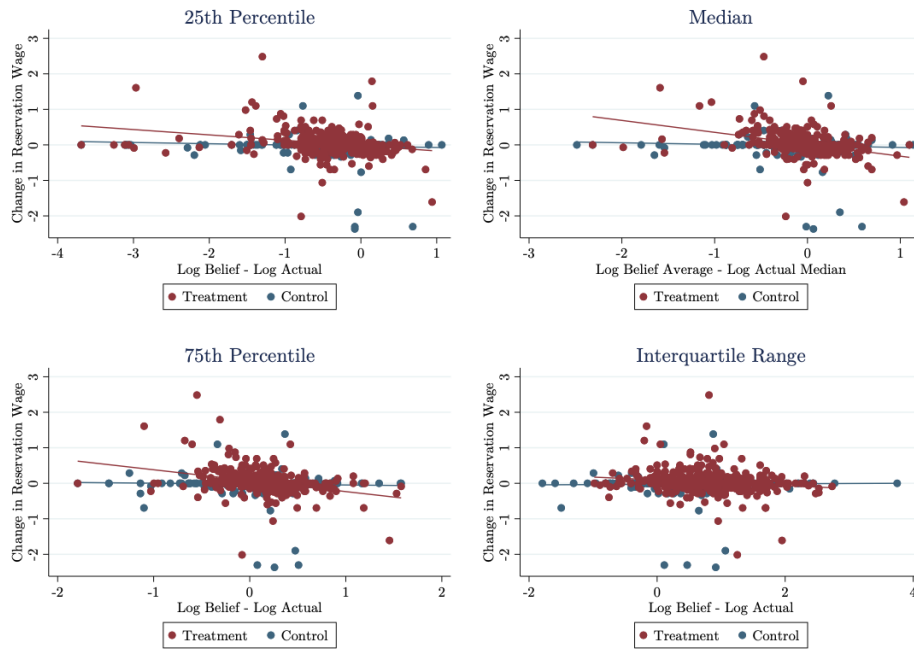 25th Percentile
Change in Reservation Wage
3
2
1
0
-1
-2
-4 -3 -2 -1 0 1
Log Belief - Log Actual
Treatment Control
Median
Change in Reservation Wage
3
2
1
0
-1
-2
-3 -2 -1 0 1
Log Belief Average - Log Actual Median
Treatment Control
75th Percentile
Change in Reservation Wage
3
2
1
0
-1
-2
-2 -1 0 1 2
Log Belief - Log Actual
Treatment Control
Interquartile Range
Change in Reservation Wage
3
2
1
0
-1
-2
-2 0 2 4
Log Belief - Log Actual
Treatment Control